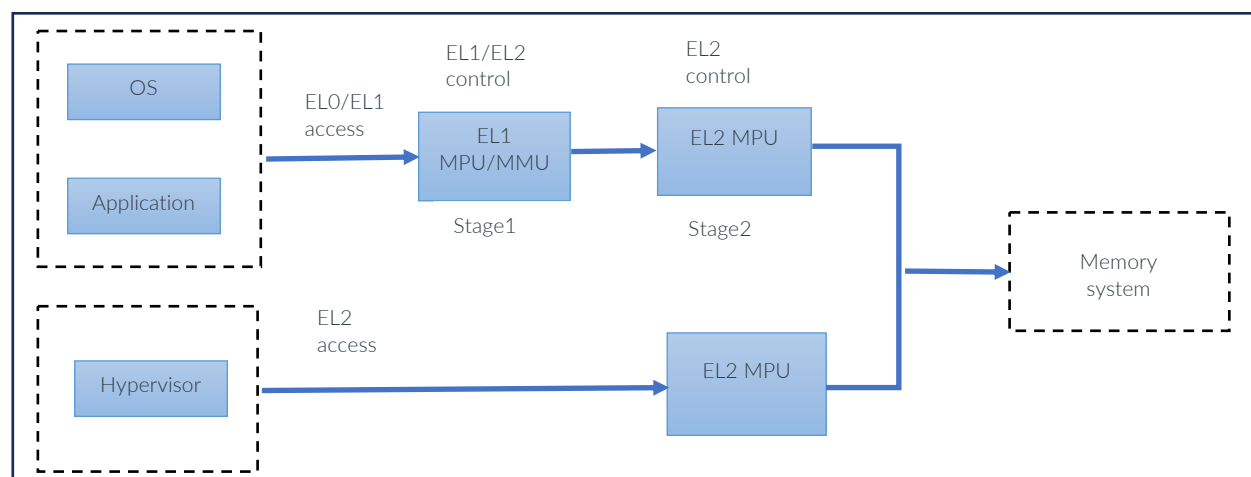 OS
Application
EL0/EL1
access
EL1/EL2
control
EL1
MPU/MMU
Stage1
EL2
control
EL2 MPU
Stage2
Hypervisor
EL2
access
EL2 MPU
Memory
system